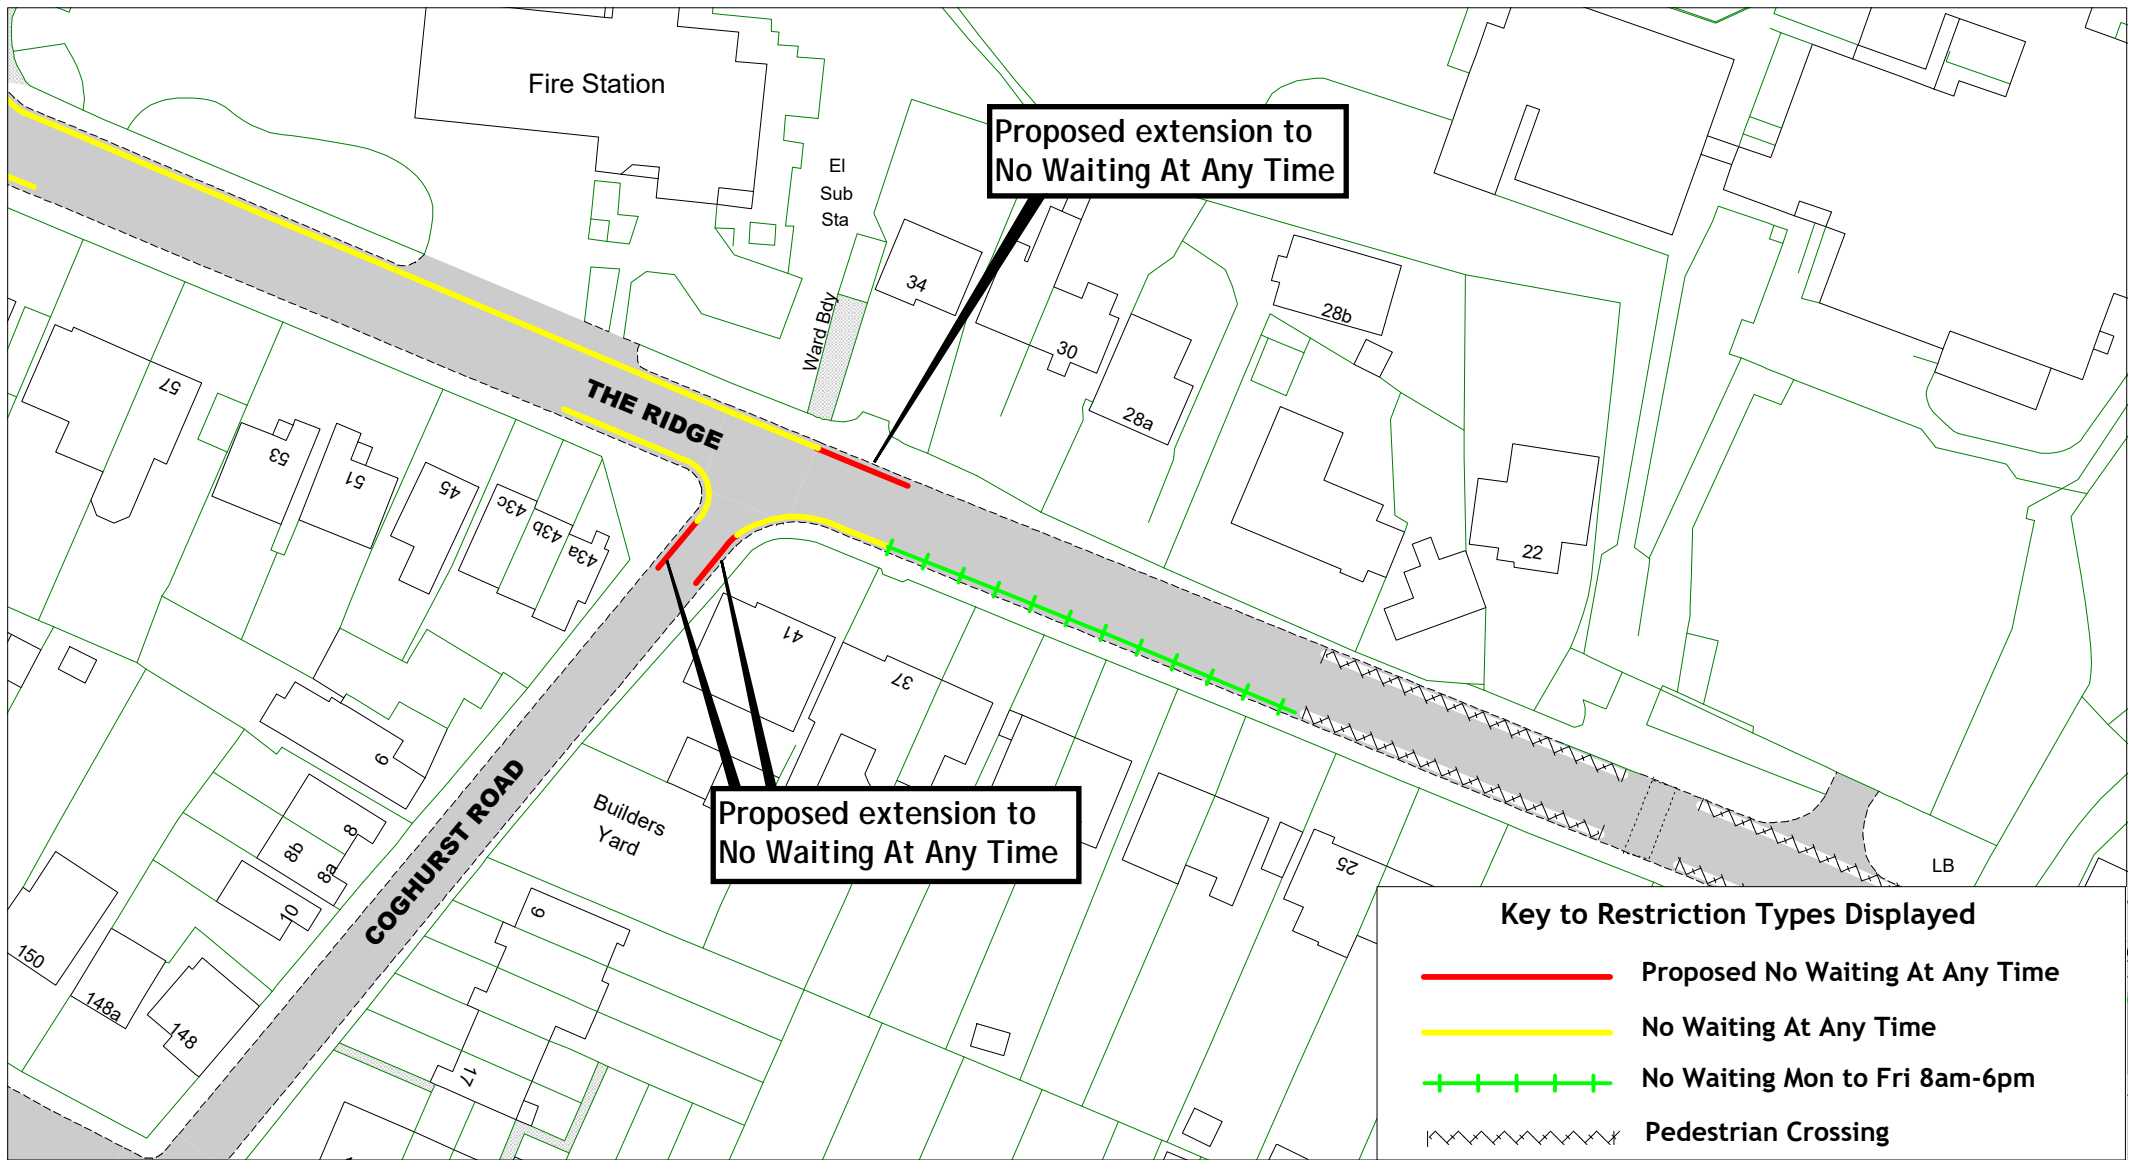 Fire Station
Proposed extension to
No Waiting At Any Time
El
Sub
Sta
Ward Bdy
34
30
28a
28b
22
THE RIDGE
57
53
51
45
43c
43b
43a
41
37
25
6
8
8b
8a
10
150
148a
148
COGHURST ROAD
Builders
Yard
Proposed extension to
No Waiting At Any Time
9
17
LB
Key to Restriction Types Displayed
Proposed No Waiting At Any Time
No Waiting At Any Time
No Waiting Mon to Fri 8am-6pm
Pedestrian Crossing